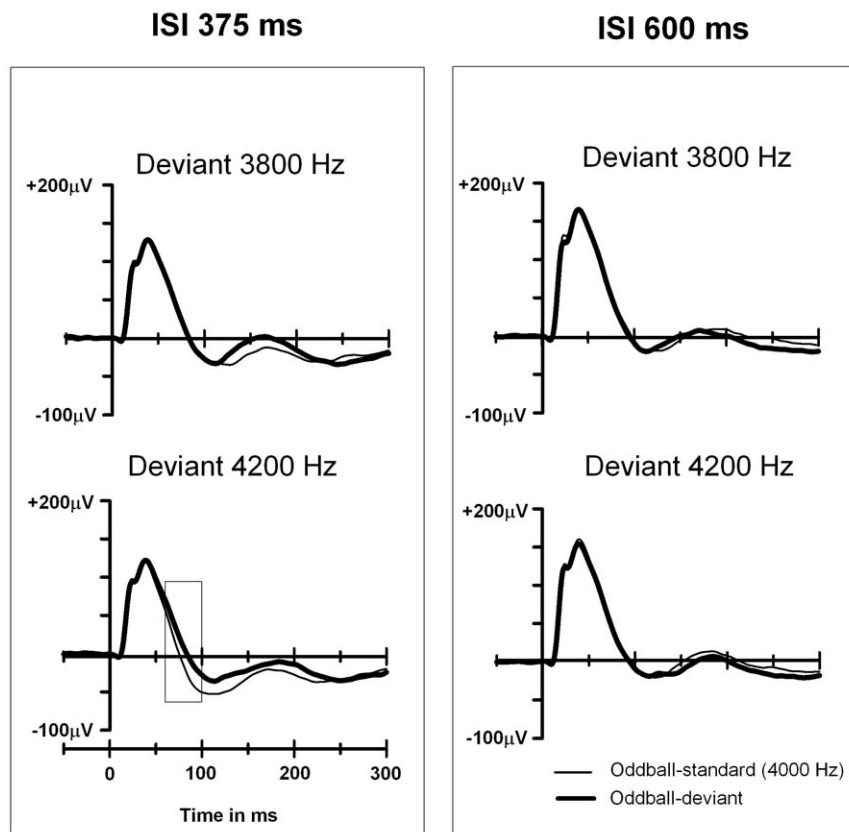 ISI 375 ms
ISI 600 ms
Deviant 3800 Hz
+200µV
-100µV
Deviant 4200 Hz
+200µV
-100µV
0 100 200 300
Time in ms
Deviant 3800 Hz
+200µV
-100µV
Deviant 4200 Hz
+200µV
-100µV
Oddball-standard (4000 Hz)
Oddball-deviant